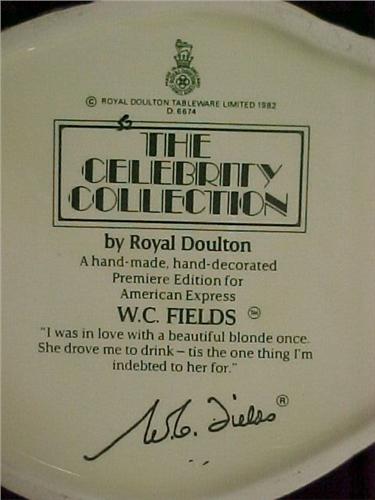 © ROYAL DOULTON TABLEWARE LIMITED 1982
D. 6674
THE
CELEBRITY
COLLECTION
by Royal Doulton
A hand-made, hand-decorated
Premiere Edition for
American Express
W.C. FIELDS ™
"I was in love with a beautiful blonde once.
She drove me to drink – tis the one thing I'm
indebted to her for."
W.C. Fields ®